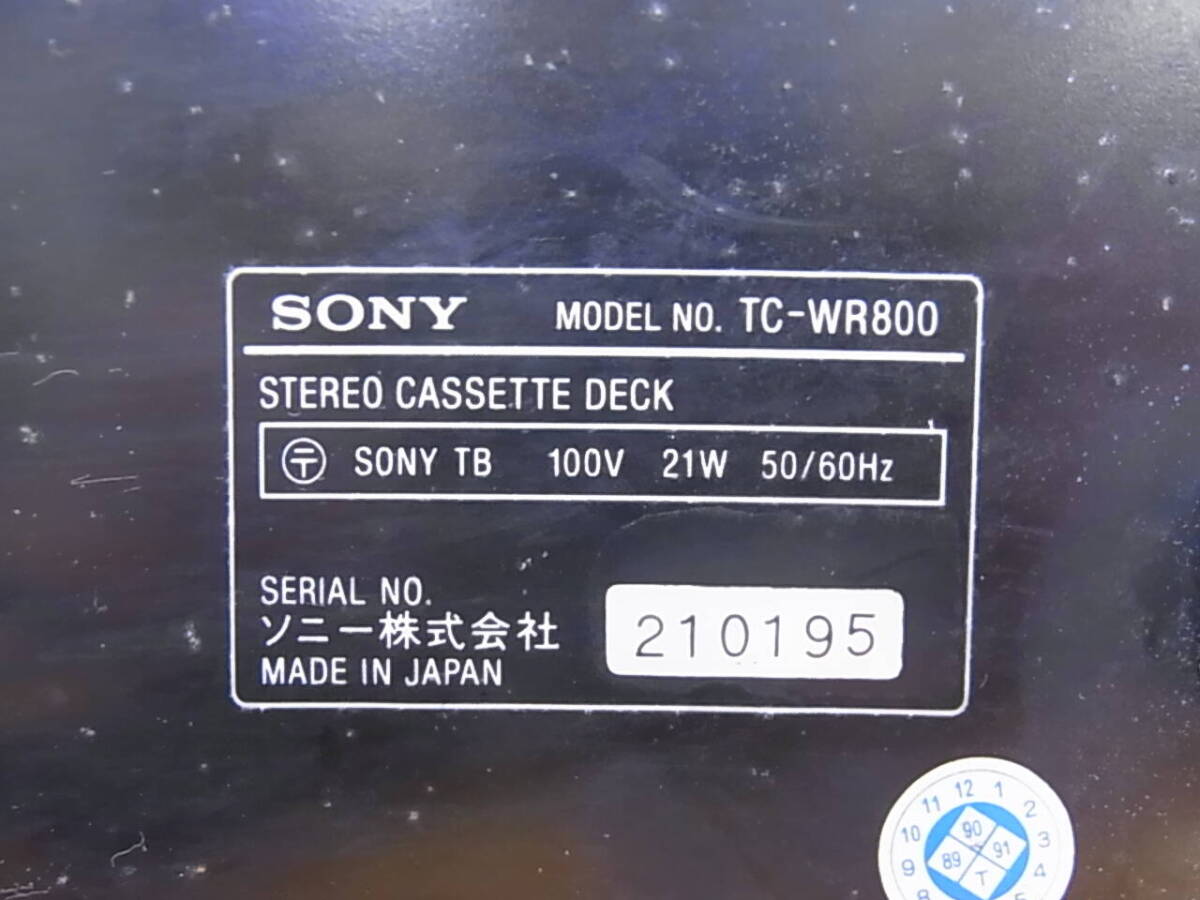 SONY MODEL NO. TC-WR800
STEREO CASSETTE DECK
〒 SONY TB 100V 21W 50/60Hz
SERIAL NO.
ソニー株式会社 210195
MADE IN JAPAN
11 12 1
10 2
9 3
8 4
5
90
89 91
T